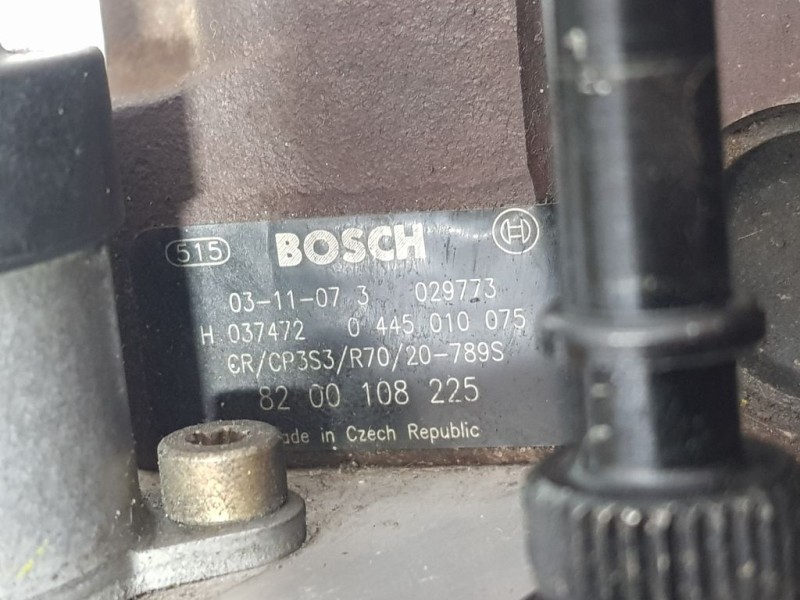 515 BOSCH H
03-11-07 3 029773
H 037472 0 445 010 075
CR/CP3S3/R70/20-789S
82 00 108 225
ade in Czech Republic